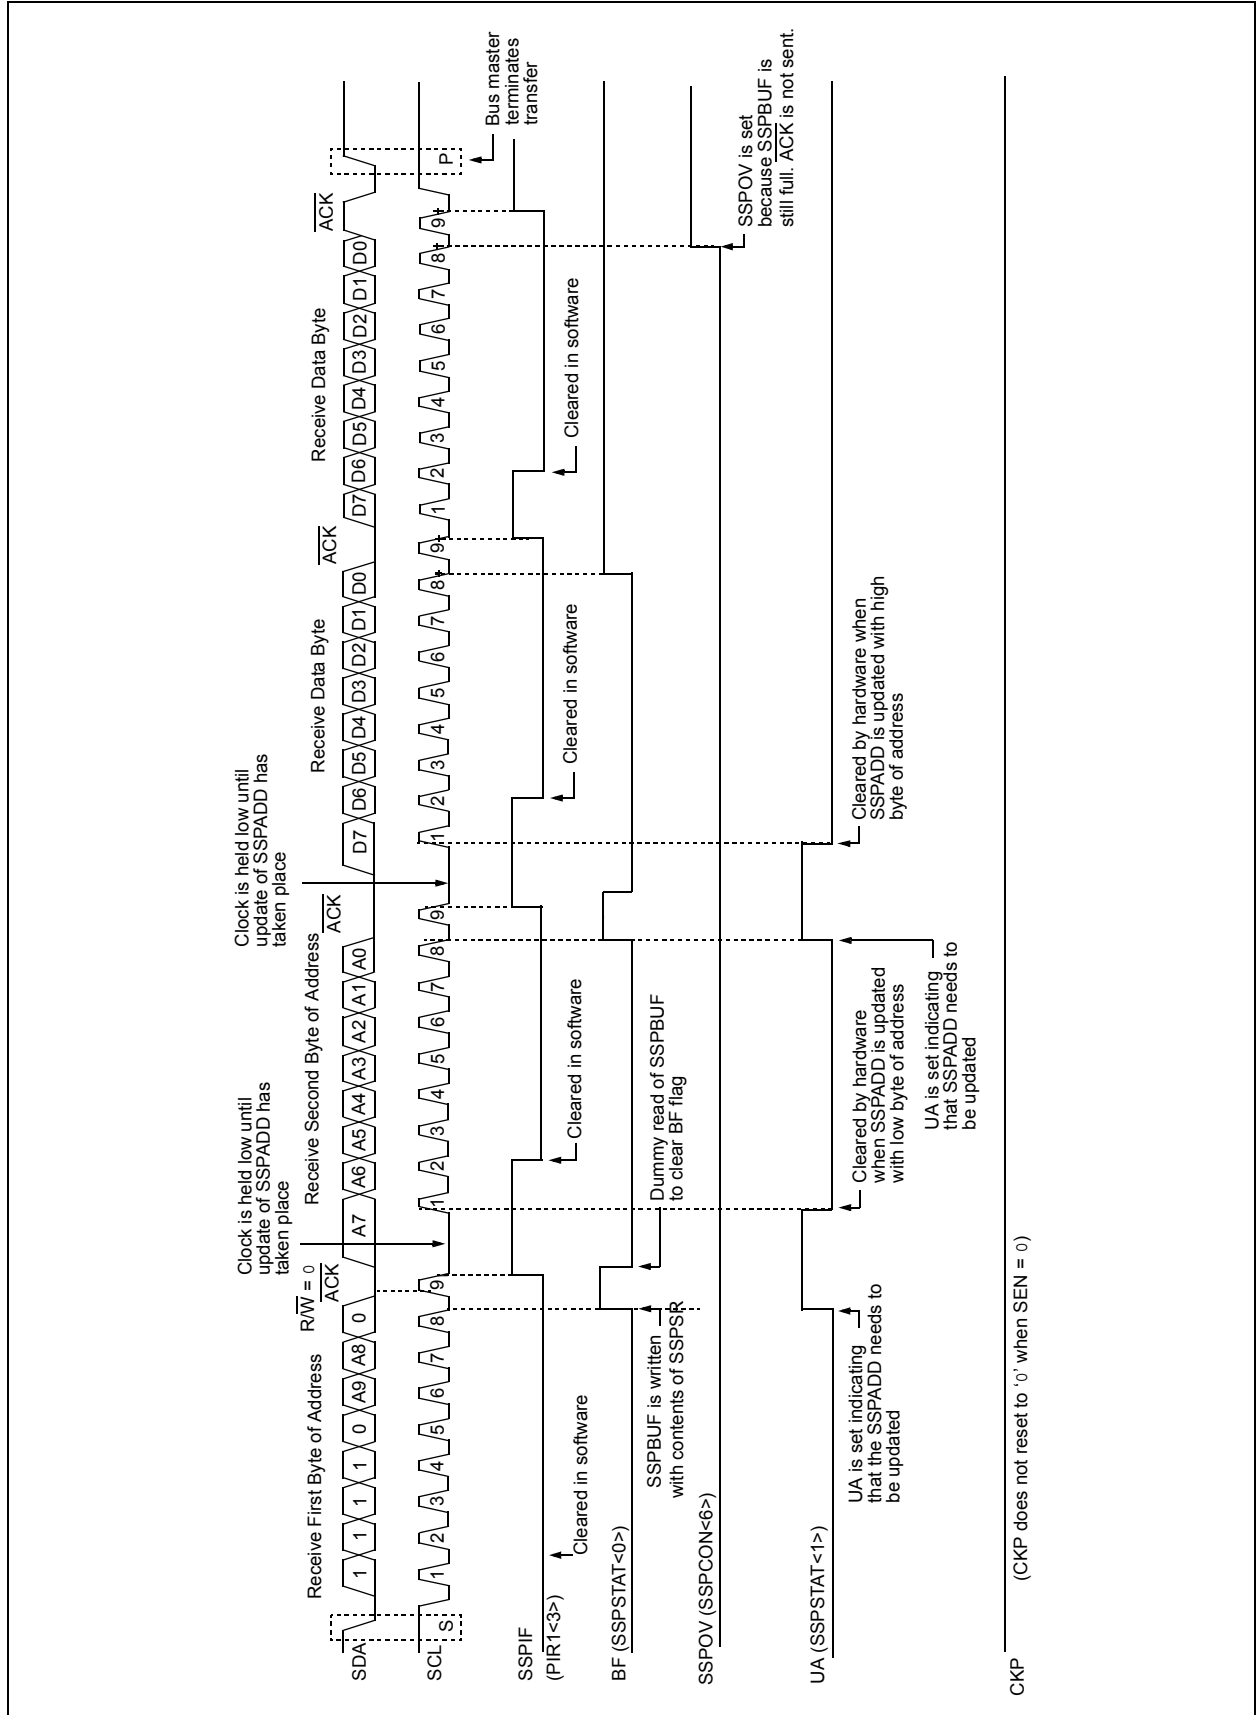 Receive First Byte of Address
R/W = 0
ACK
Clock is held low until
update of SSPADD has
taken place
Receive Second Byte of Address
ACK
Clock is held low until
update of SSPADD has
taken place
Receive Data Byte
ACK
Receive Data Byte
ACK
SDA
1 1 1 1 0 A9 A8 0
A7 A6 A5 A4 A3 A2 A1 A0
D7 D6 D5 D4 D3 D2 D1 D0
D7 D6 D5 D4 D3 D2 D1 D0
SCL
S
1 2 3 4 5 6 7 8 9
1 2 3 4 5 6 7 8 9
1 2 3 4 5 6 7 8 9
1 2 3 4 5 6 7 8 9
P
Bus master
terminates
transfer
SSPIF
(PIR1<3>)
Cleared in software
Cleared in software
Cleared in software
Cleared in software
BF (SSPSTAT<0>)
SSPBUF is written
with contents of SSPSR
Dummy read of SSPBUF
to clear BF flag
SSPOV (SSPCON<6>)
SSPOV is set
because SSPBUF is
still full. ACK is not sent.
UA (SSPSTAT<1>)
UA is set indicating
that the SSPADD needs to
be updated
Cleared by hardware
when SSPADD is updated
with low byte of address
UA is set indicating
that SSPADD needs to
be updated
Cleared by hardware when
SSPADD is updated with high
byte of address
CKP
(CKP does not reset to ‘0’ when SEN = 0)